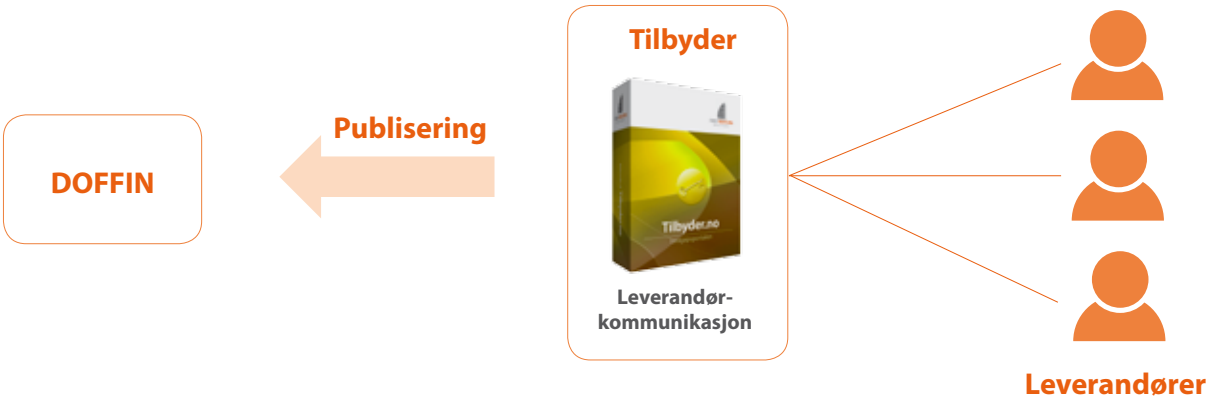 DOFFIN
Publisering
Tilbyder
Tilbyder.no
Leverandør-
kommunikasjon
Leverandører